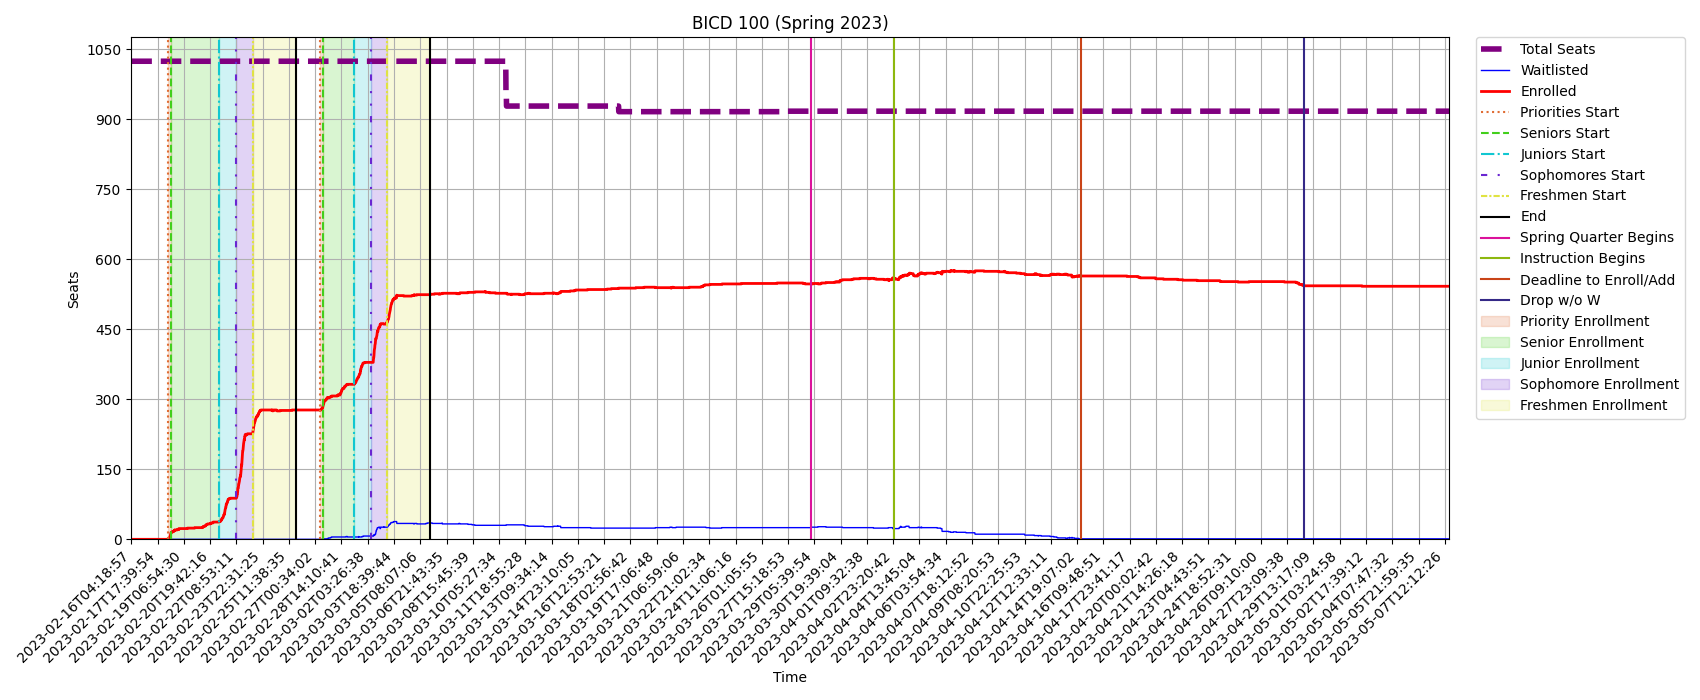 BICD 100 (Spring 2023)
1050
900
750
600
450
300
150
0
Seats
2023-02-16T04:18:57
2023-02-17T17:39:54
2023-02-19T06:54:30
2023-02-20T19:42:16
2023-02-22T08:53:11
2023-02-23T22:31:25
2023-02-25T11:38:35
2023-02-27T00:34:02
2023-02-28T14:10:41
2023-03-02T03:26:38
2023-03-03T18:39:44
2023-03-05T08:07:06
2023-03-06T21:43:35
2023-03-08T15:45:39
2023-03-10T05:27:34
2023-03-11T18:55:28
2023-03-13T09:34:14
2023-03-14T23:10:05
2023-03-16T12:53:21
2023-03-18T02:56:42
2023-03-19T17:06:48
2023-03-21T06:59:06
2023-03-22T21:02:34
2023-03-24T11:06:16
2023-03-26T01:05:55
2023-03-27T15:18:53
2023-03-29T05:39:54
2023-03-30T19:39:04
2023-04-01T09:32:38
2023-04-02T23:20:42
2023-04-04T13:45:04
2023-04-06T03:54:34
2023-04-07T18:12:52
2023-04-09T08:20:53
2023-04-10T22:25:53
2023-04-12T12:33:11
2023-04-14T19:07:02
2023-04-16T09:48:51
2023-04-17T23:41:17
2023-04-20T00:02:42
2023-04-21T14:26:18
2023-04-23T04:43:51
2023-04-24T18:52:31
2023-04-26T09:10:00
2023-04-27T23:09:38
2023-04-29T13:17:09
2023-05-01T03:24:58
2023-05-02T17:39:12
2023-05-04T07:47:32
2023-05-05T21:59:35
2023-05-07T12:12:26
Time
Total Seats
Waitlisted
Enrolled
Priorities Start
Seniors Start
Juniors Start
Sophomores Start
Freshmen Start
End
Spring Quarter Begins
Instruction Begins
Deadline to Enroll/Add
Drop w/o W
Priority Enrollment
Senior Enrollment
Junior Enrollment
Sophomore Enrollment
Freshmen Enrollment